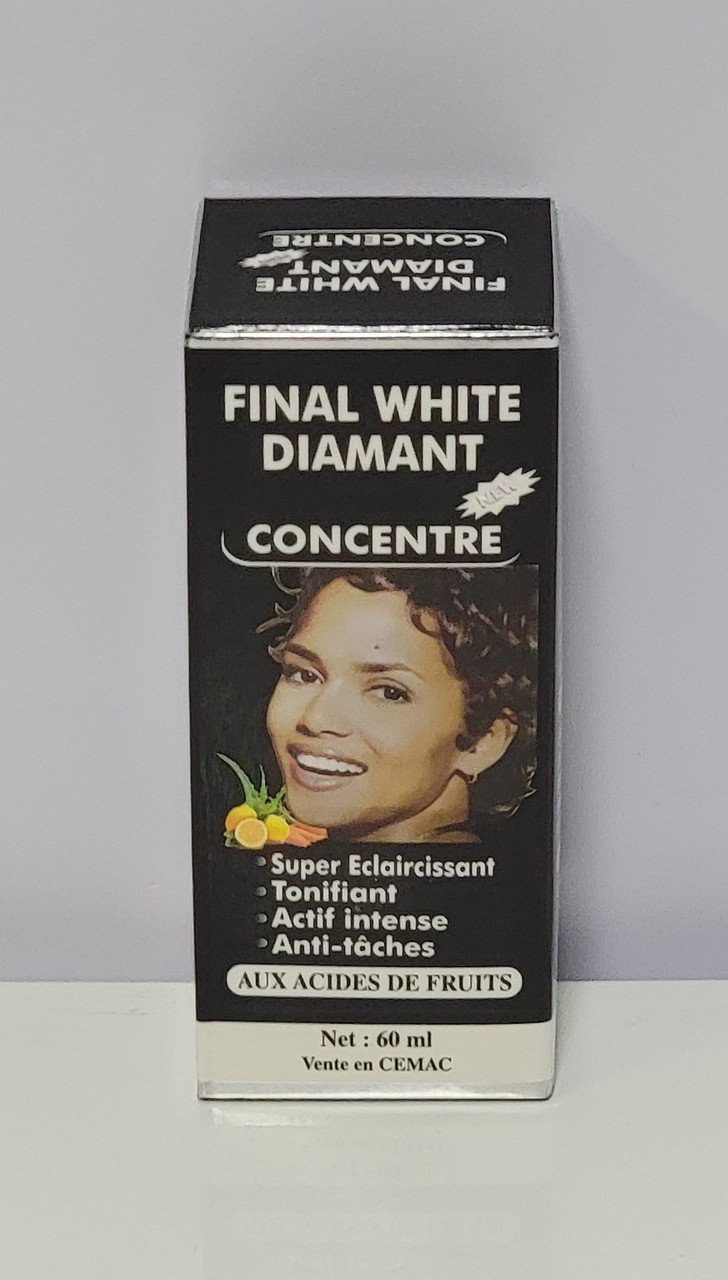 CONCENTRE
DIAMANT
FINAL WHITE
FINAL WHITE
DIAMANT
NEW
CONCENTRE
Super Eclaircissant
Tonifiant
Actif intense
Anti-tâches
AUX ACIDES DE FRUITS
Net : 60 ml
Vente en CEMAC